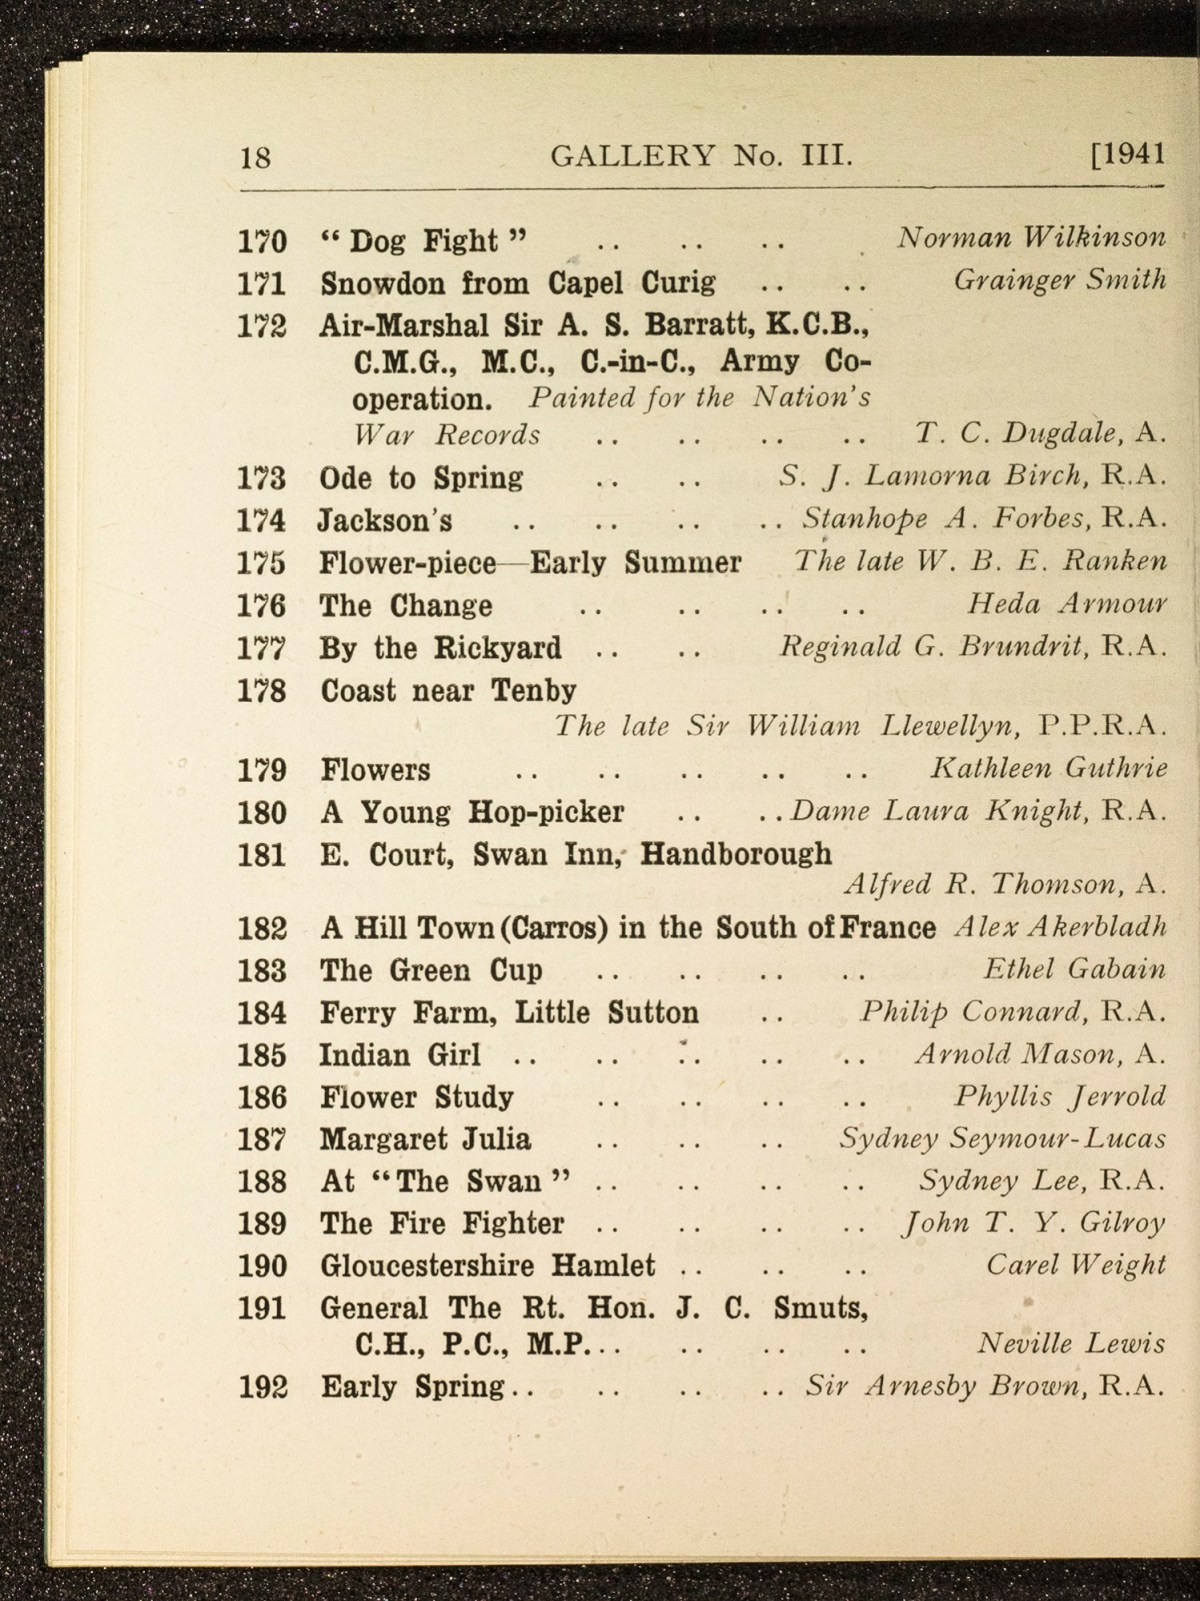 18 GALLERY No. III. [1941
170 “Dog Fight” .. .. .. Norman Wilkinson
171 Snowdon from Capel Curig .. .. Grainger Smith
172 Air-Marshal Sir A. S. Barratt, K.C.B.,
C.M.G., M.C., C.-in-C., Army Co-
operation. Painted for the Nation's
War Records .. .. .. .. T. C. Dugdale, A.
173 Ode to Spring .. .. S. J. Lamorna Birch, R.A.
174 Jackson's .. .. .. .. Stanhope A. Forbes, R.A.
175 Flower-piece—Early Summer The late W. B. E. Ranken
176 The Change .. .. .. .. Heda Armour
177 By the Rickyard .. .. Reginald G. Brundrit, R.A.
178 Coast near Tenby
The late Sir William Llewellyn, P.P.R.A.
179 Flowers .. .. .. .. .. Kathleen Guthrie
180 A Young Hop-picker .. .. Dame Laura Knight, R.A.
181 E. Court, Swan Inn, Handborough
Alfred R. Thomson, A.
182 A Hill Town (Carros) in the South of France Alex Akerbladh
183 The Green Cup .. .. .. .. Ethel Gabain
184 Ferry Farm, Little Sutton .. Philip Connard, R.A.
185 Indian Girl .. .. .. .. .. Arnold Mason, A.
186 Flower Study .. .. .. .. Phyllis Jerrold
187 Margaret Julia .. .. .. Sydney Seymour-Lucas
188 At “The Swan” .. .. .. .. Sydney Lee, R.A.
189 The Fire Fighter .. .. .. .. John T. Y. Gilroy
190 Gloucestershire Hamlet .. .. .. Carel Weight
191 General The Rt. Hon. J. C. Smuts,
C.H., P.C., M.P... .. .. .. Neville Lewis
192 Early Spring .. .. .. .. Sir Arnesby Brown, R.A.